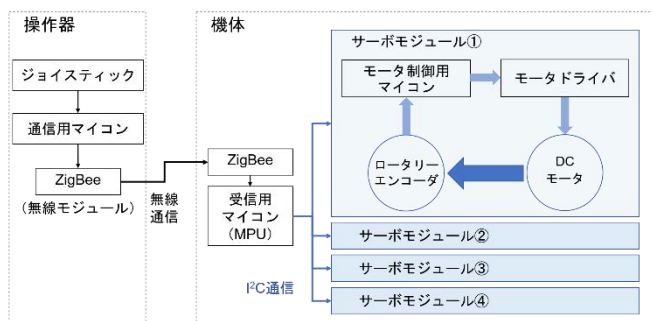 操作器
ジョイスティック
通信用マイコン
ZigBee
(無線モジュール)
無線
通信
機体
ZigBee
受信用
マイコン
(MPU)
I²C通信
サーボモジュール①
モータ制御用
マイコン
モータドライバ
ロータリー
エンコーダ
DC
モータ
サーボモジュール②
サーボモジュール③
サーボモジュール④